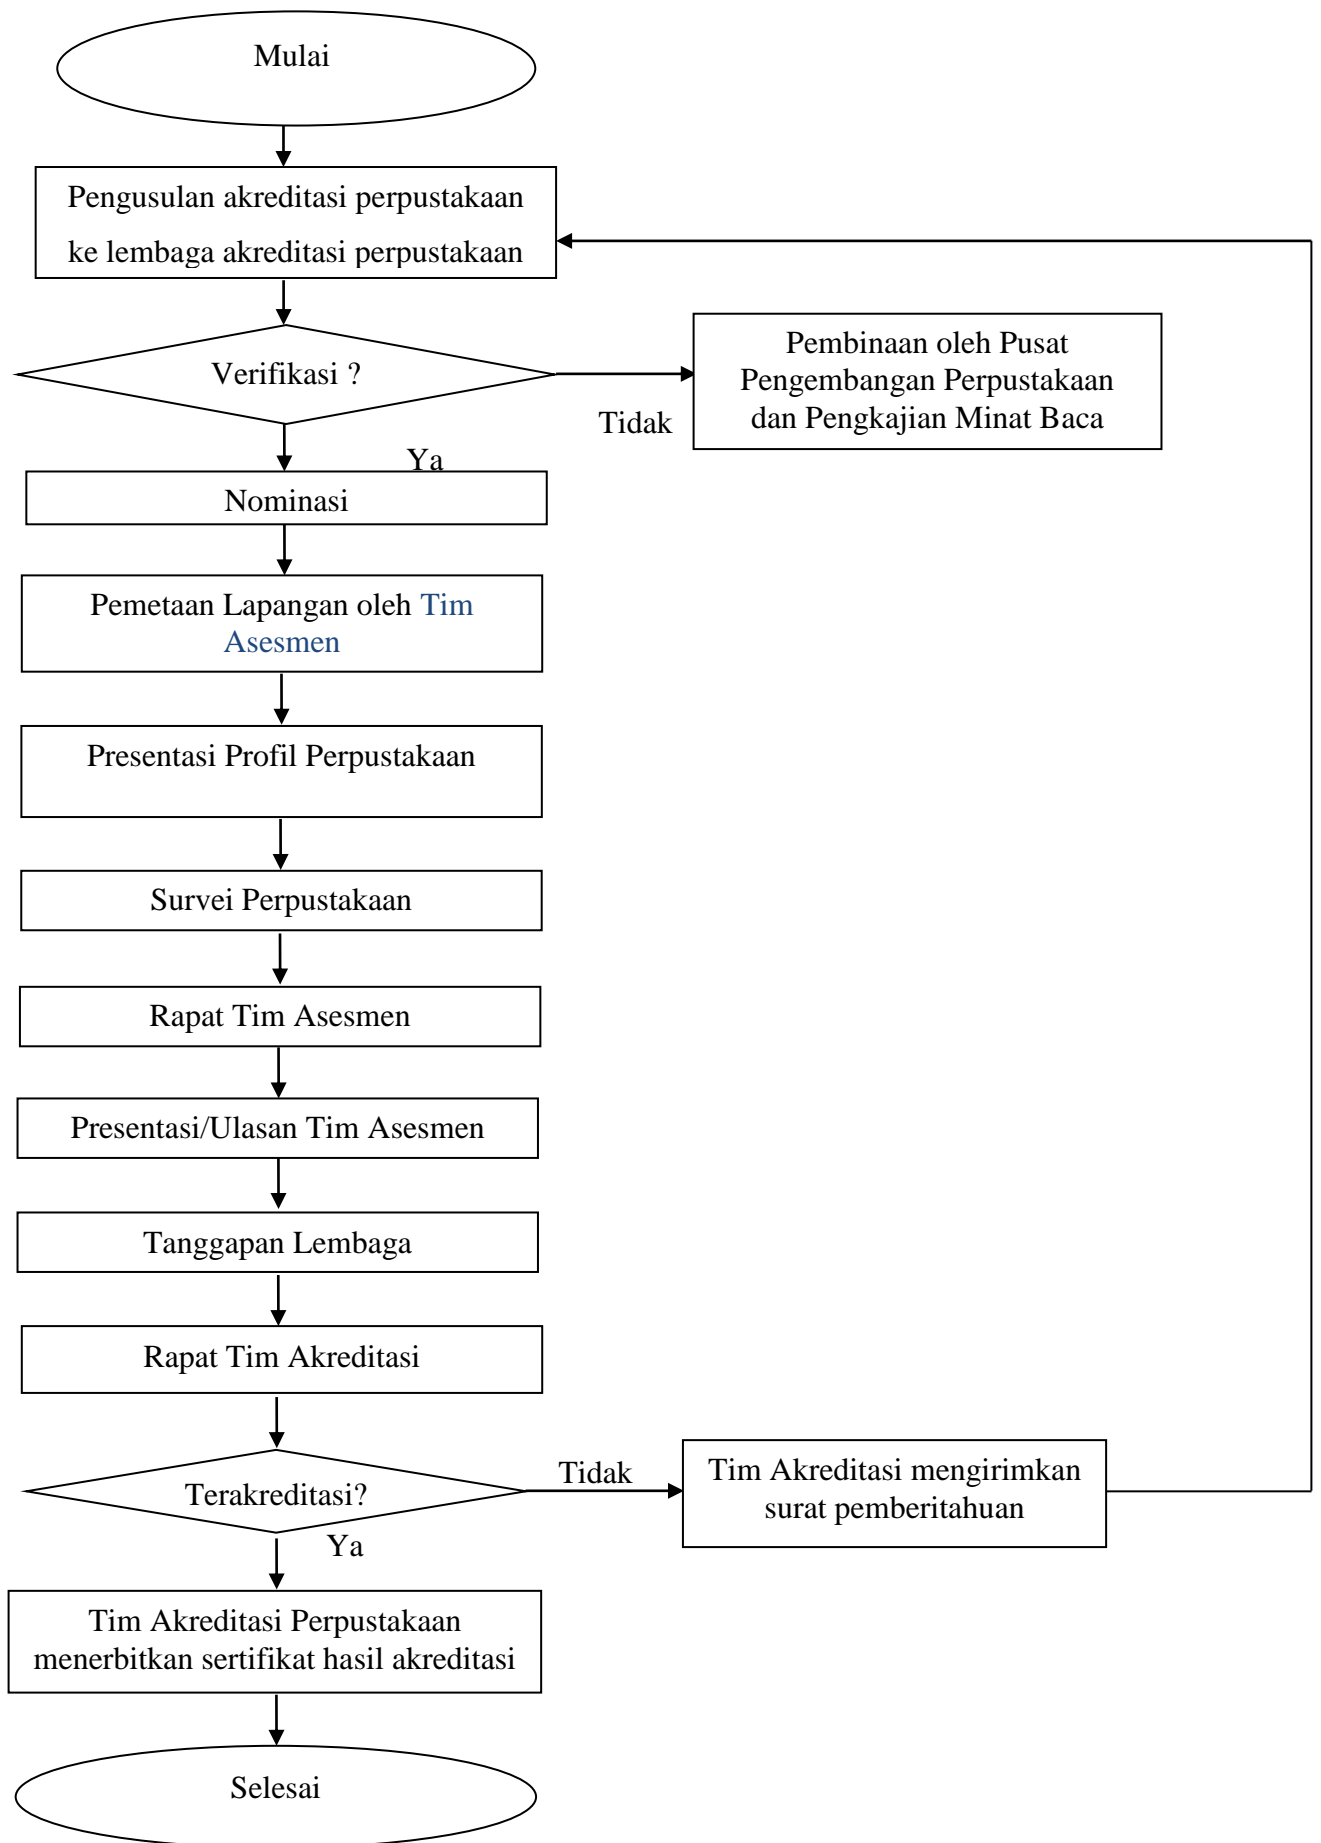 Mulai
Pengusulan akreditasi perpustakaan
ke lembaga akreditasi perpustakaan
Verifikasi ?
Tidak
Pembinaan oleh Pusat
Pengembangan Perpustakaan
dan Pengkajian Minat Baca
Ya
Nominasi
Pemetaan Lapangan oleh Tim
Asesmen
Presentasi Profil Perpustakaan
Survei Perpustakaan
Rapat Tim Asesmen
Presentasi/Ulasan Tim Asesmen
Tanggapan Lembaga
Rapat Tim Akreditasi
Terakreditasi?
Tidak
Tim Akreditasi mengirimkan
surat pemberitahuan
Ya
Tim Akreditasi Perpustakaan
menerbitkan sertifikat hasil akreditasi
Selesai